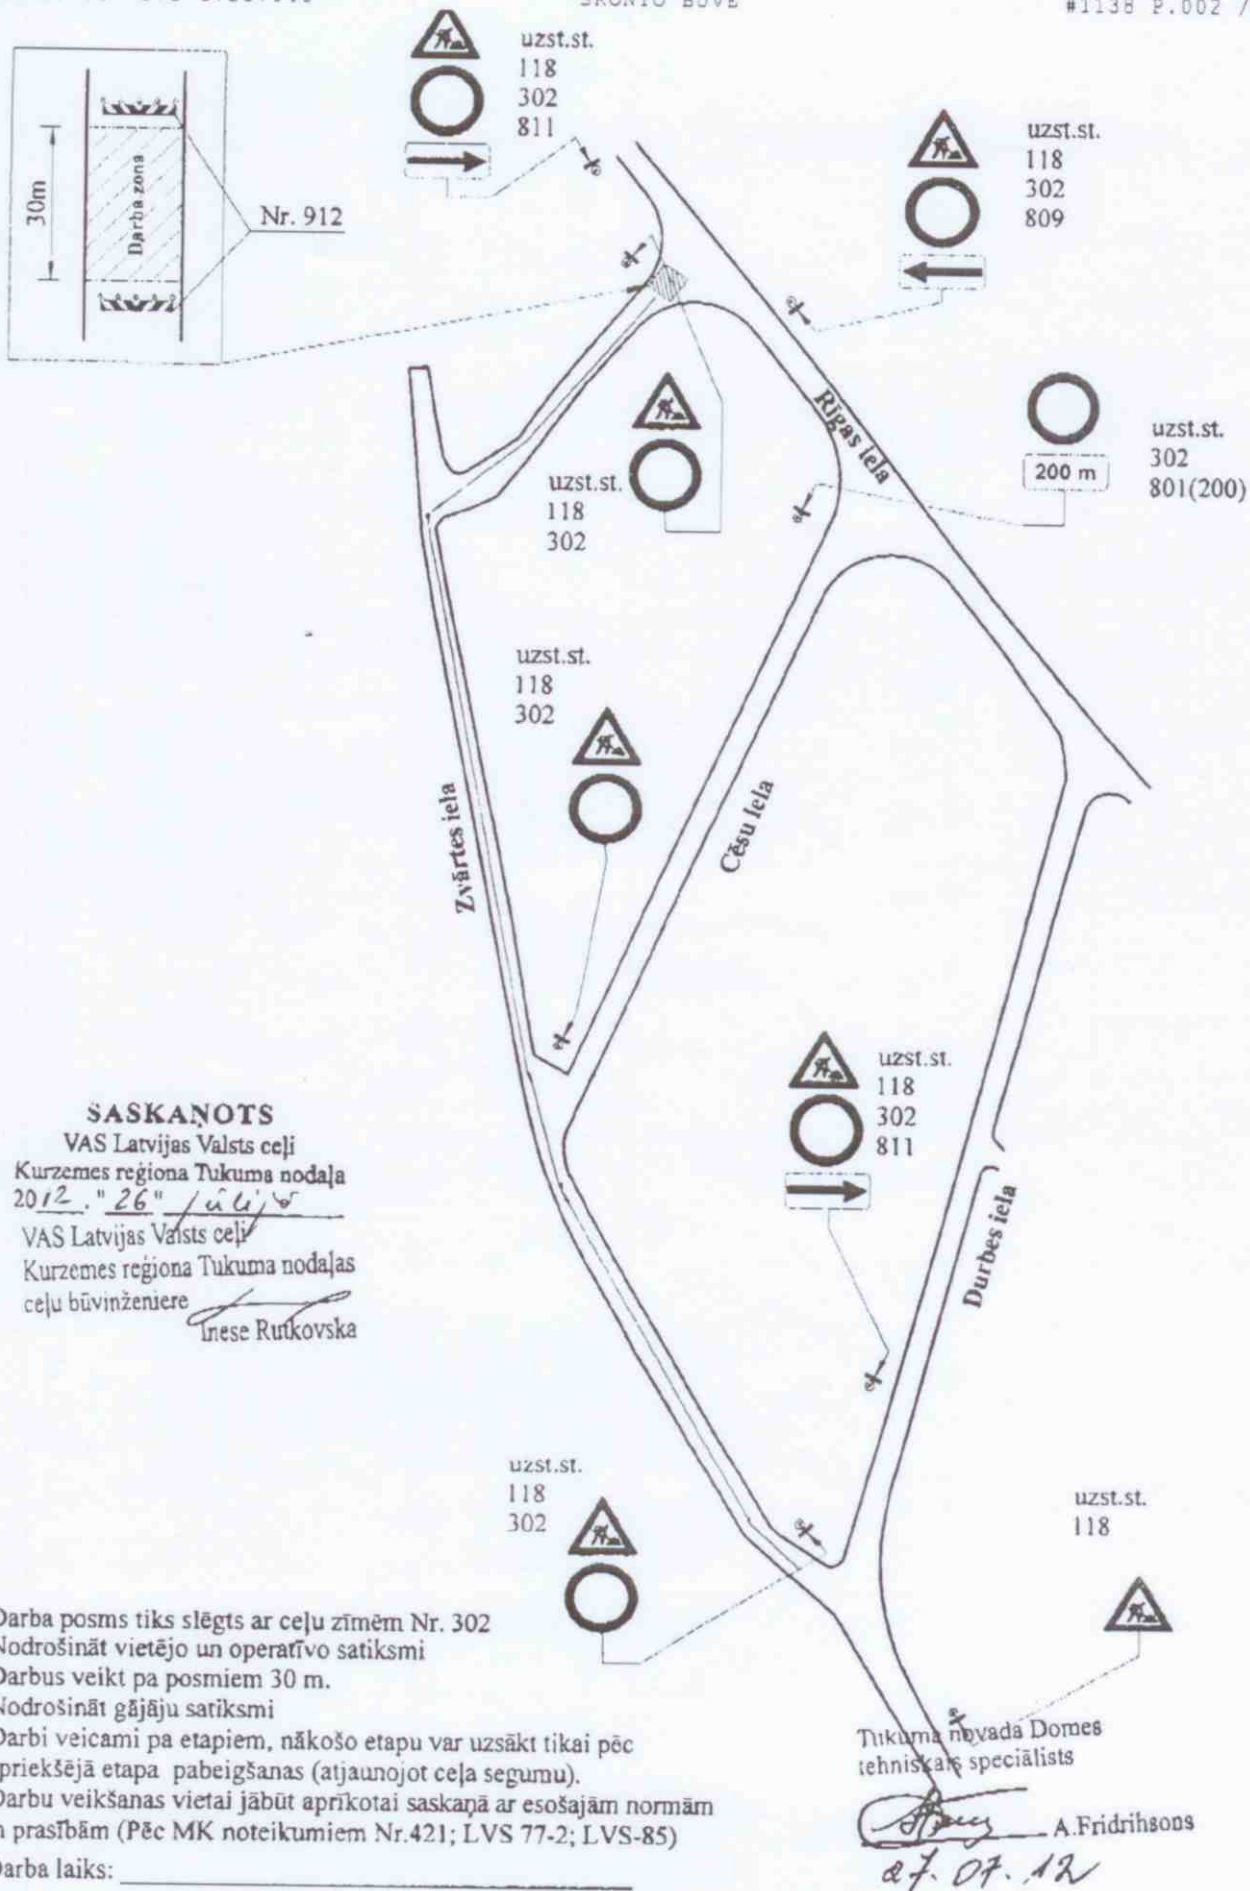 SKONTO BŪVE
#1138 P.002 /
uzst.st.
118
302
811
30m
Darba zona
Nr. 912
uzst.st.
118
302
809
Rīgas iela
200 m
uzst.st.
302
801(200)
uzst.st.
118
302
uzst.st.
118
302
Zvārtes iela
Cēsu iela
SASKAŅOTS
VAS Latvijas Valsts ceļi
Kurzemes reģiona Tukuma nodaļa
2012. "26" jūlijā
VAS Latvijas Valsts ceļi
Kurzemes reģiona Tukuma nodaļas
ceļu būvinženiere
Inese Rutkovska
uzst.st.
118
302
811
Durbes iela
uzst.st.
118
302
uzst.st.
118
Darba posms tiks slēgts ar ceļu zīmēm Nr. 302
Nodrošināt vietējo un operatīvo satiksmi
Darbus veikt pa posmiem 30 m.
Nodrošināt gājāju satiksmi
Darbi veicami pa etapiem, nākošo etapu var uzsākt tikai pēc
priekšējā etapa pabeigšanas (atjaunojot ceļa segumu).
Darbu veikšanas vietai jābūt aprīkotai saskaņā ar esošajām normām
n prasībām (Pēc MK noteikumiem Nr.421; LVS 77-2; LVS-85)
Darba laiks:
Tukuma novada Domes
tehniskais speciālists
A.Fridrihsons
27.07.12